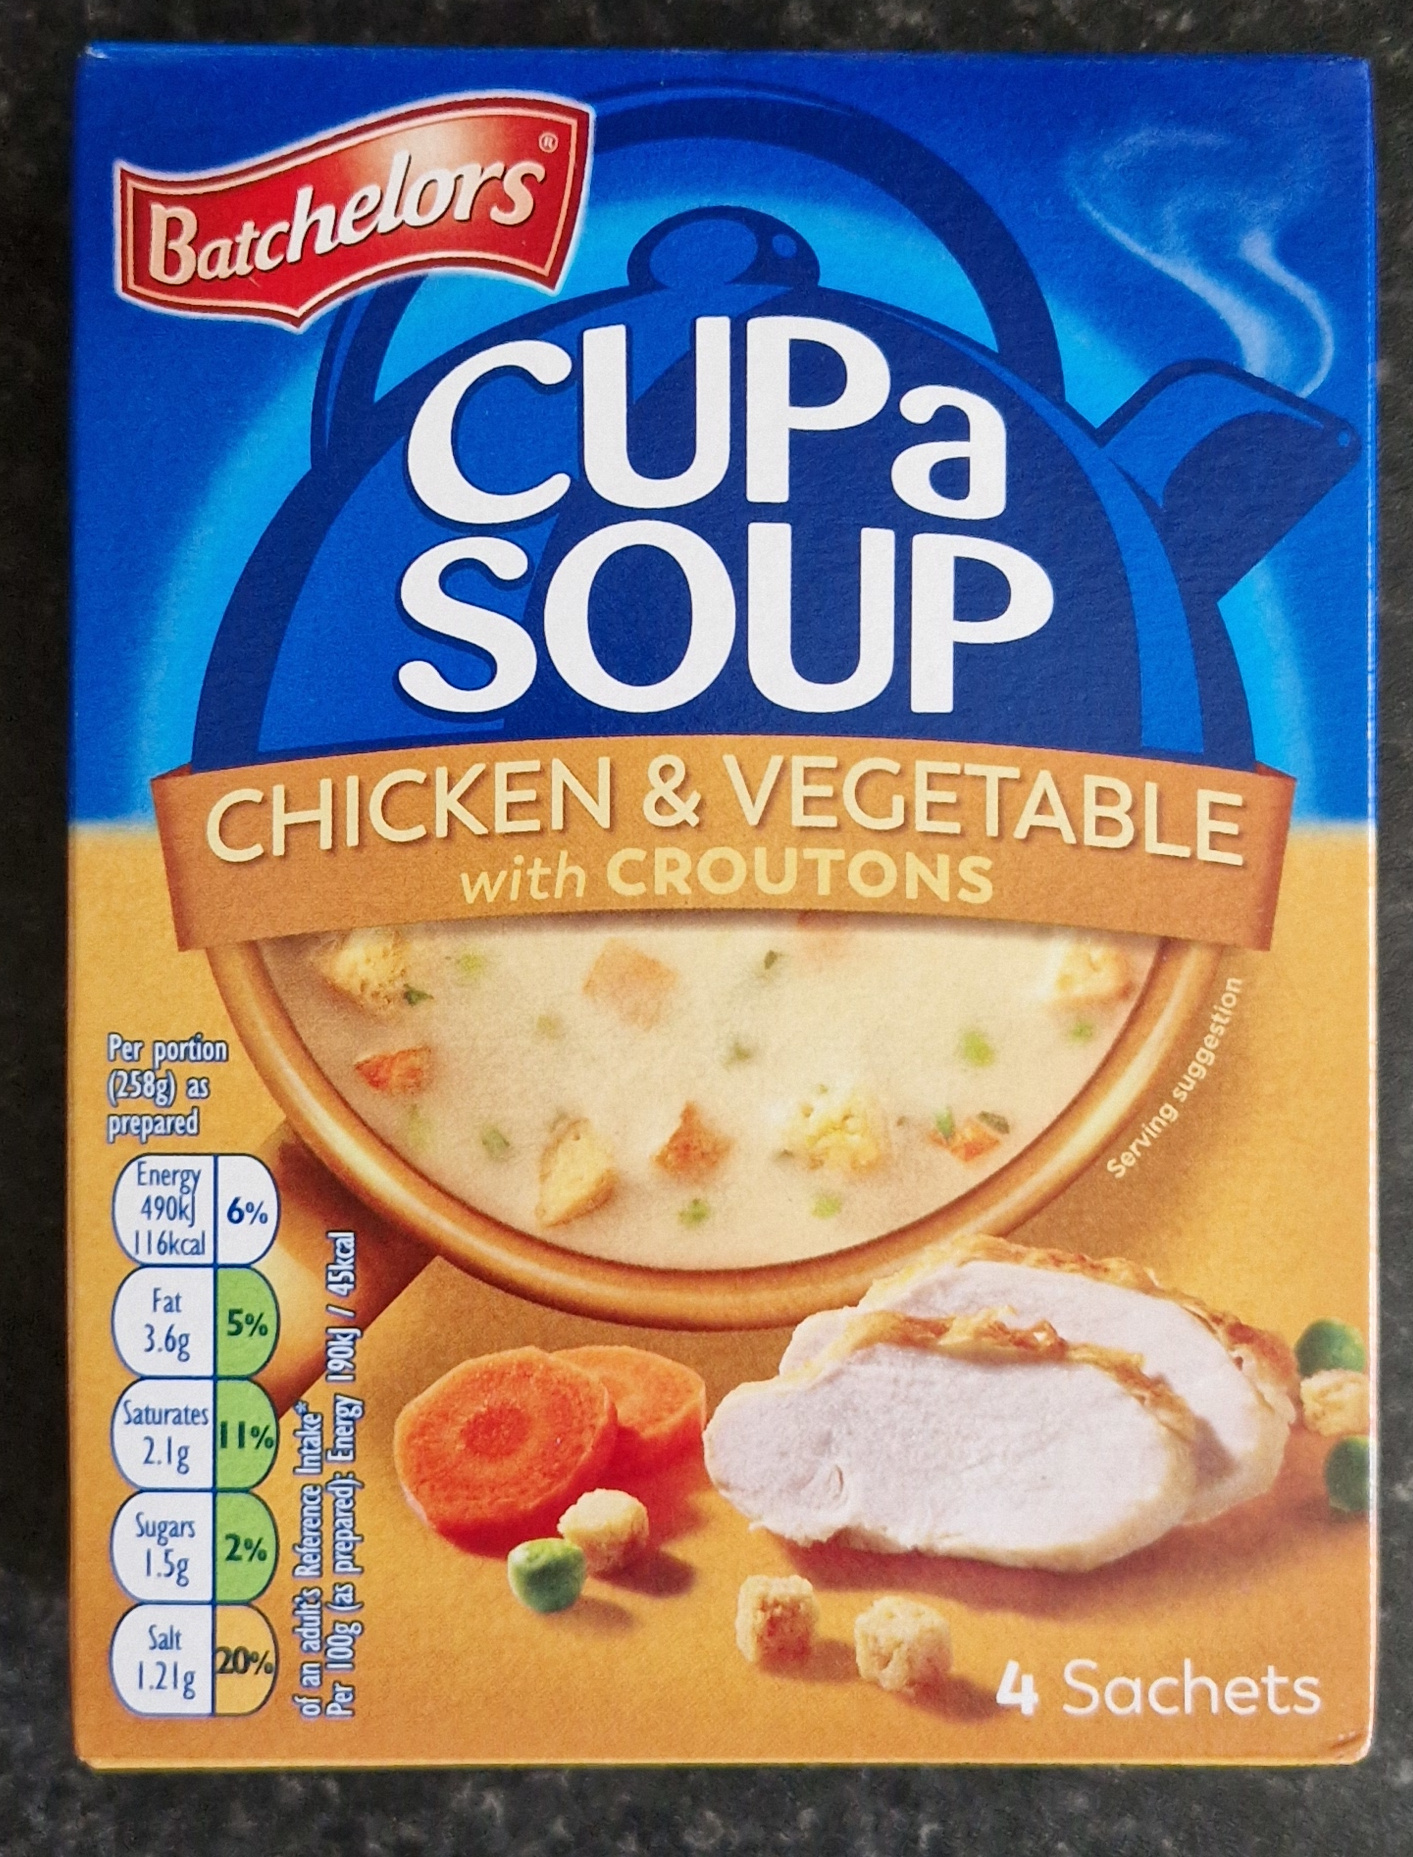 Batchelors®
CUPa
SOUP
CHICKEN & VEGETABLE
with CROUTONS
Serving suggestion
Per portion
(258g) as
prepared
Energy
490kJ
116kcal
6%
Fat
3.6g
5%
Saturates
2.1g
11%
Sugars
1.5g
2%
Salt
1.21g
20%
of an adult's Reference Intake*
Per 100g (as prepared): Energy 190kJ / 45kcal
4 Sachets